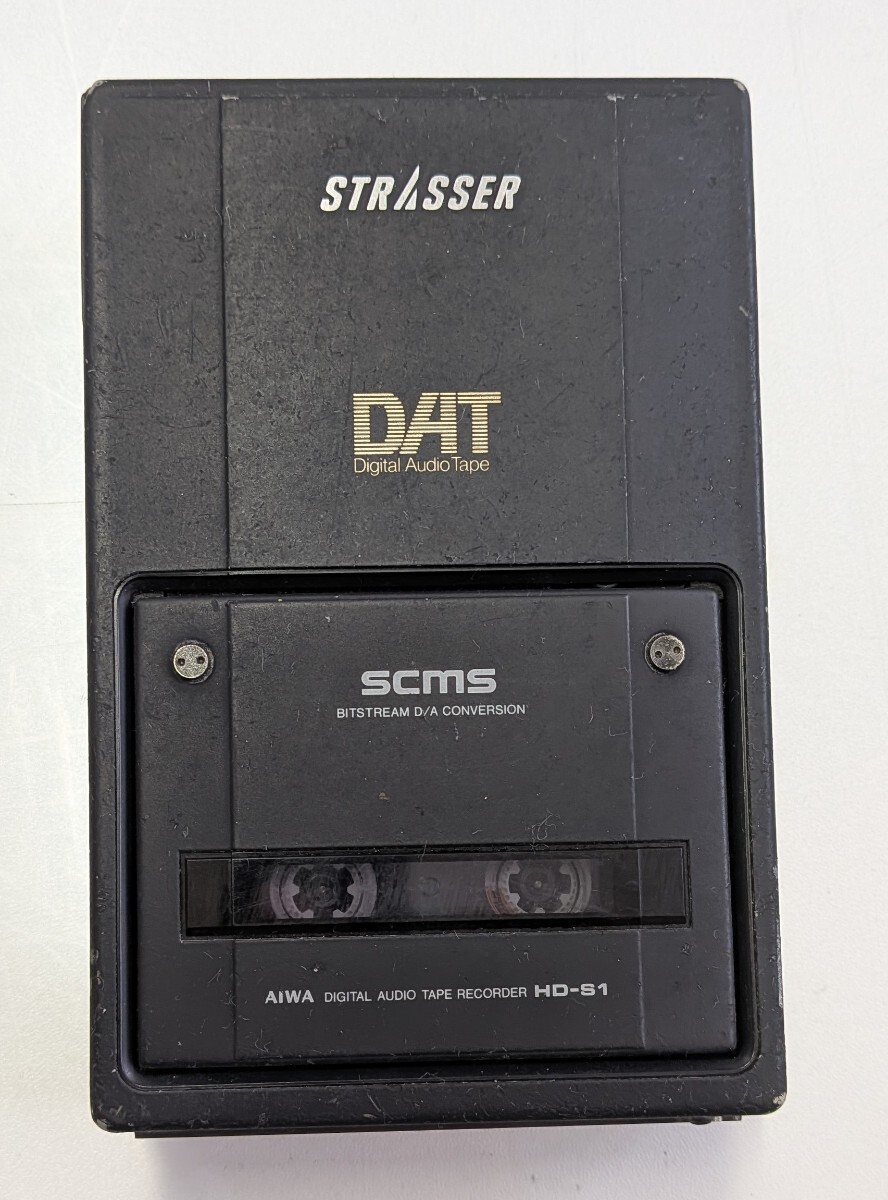 STRASSER
DAT
Digital Audio Tape
SCMS
BITSTREAM D/A CONVERSION
AIWA DIGITAL AUDIO TAPE RECORDER HD-S1